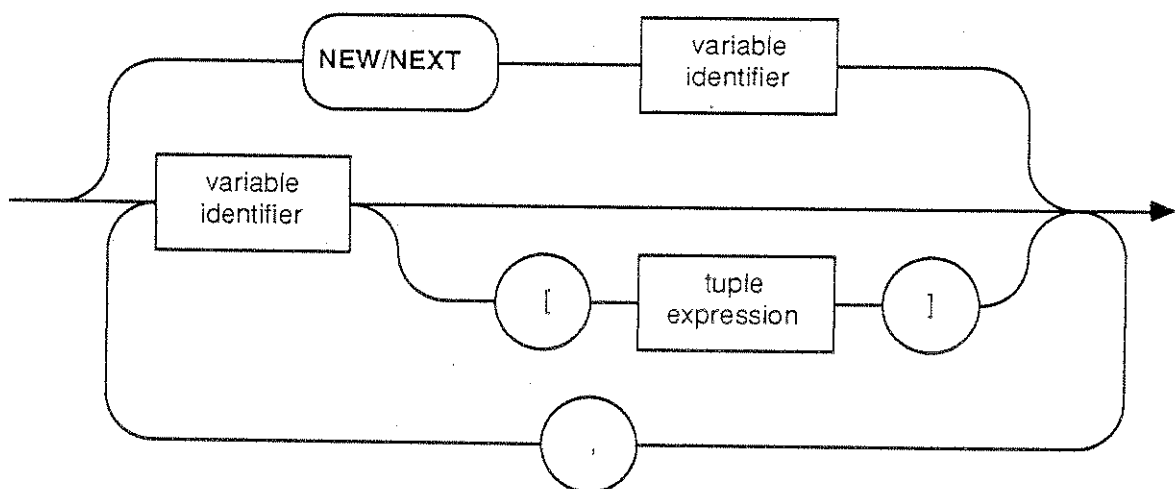 NEW/NEXT
variable
identifier
variable
identifier
[
tuple
expression
]
,